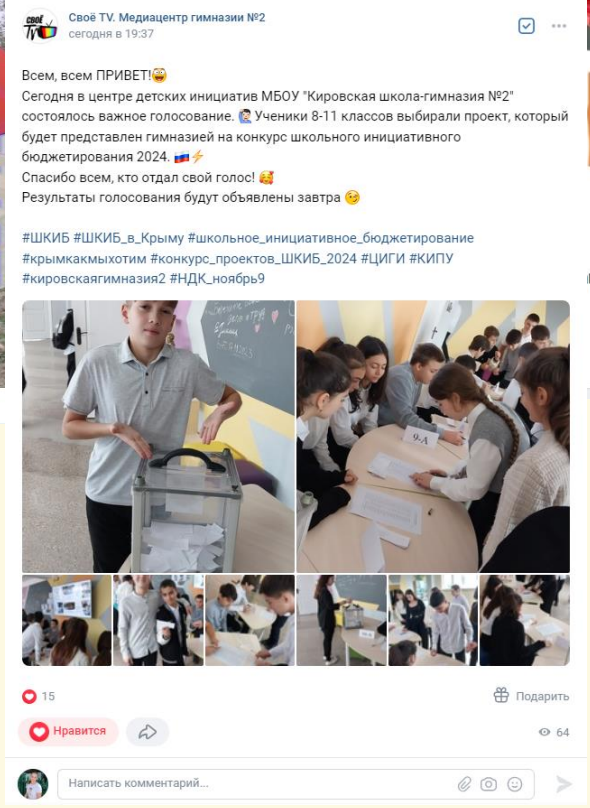 СВОЁ TV
Своё TV. Медиацентр гимназии №2
сегодня в 19:37
Всем, всем ПРИВЕТ!😜
Сегодня в центре детских инициатив МБОУ "Кировская школа-гимназия №2"
состоялось важное голосование. 🙋🏻‍♂️Ученики 8-11 классов выбирали проект, который
будет представлен гимназией на конкурс школьного инициативного
бюджетирования 2024. 🇷🇺⚡
Спасибо всем, кто отдал свой голос! 🥰
Результаты голосования будут объявлены завтра 😉
#ШКИБ #ШКИБ_в_Крыму #школьное_инициативное_бюджетирование
#крымкакмыхотим #конкурс_проектов_ШКИБ_2024 #ЦИГИ #КИПУ
#кировскаягимназия2 #НДК_ноябрь9
9-А
15
Подарить
Нравится
64
Написать комментарий...